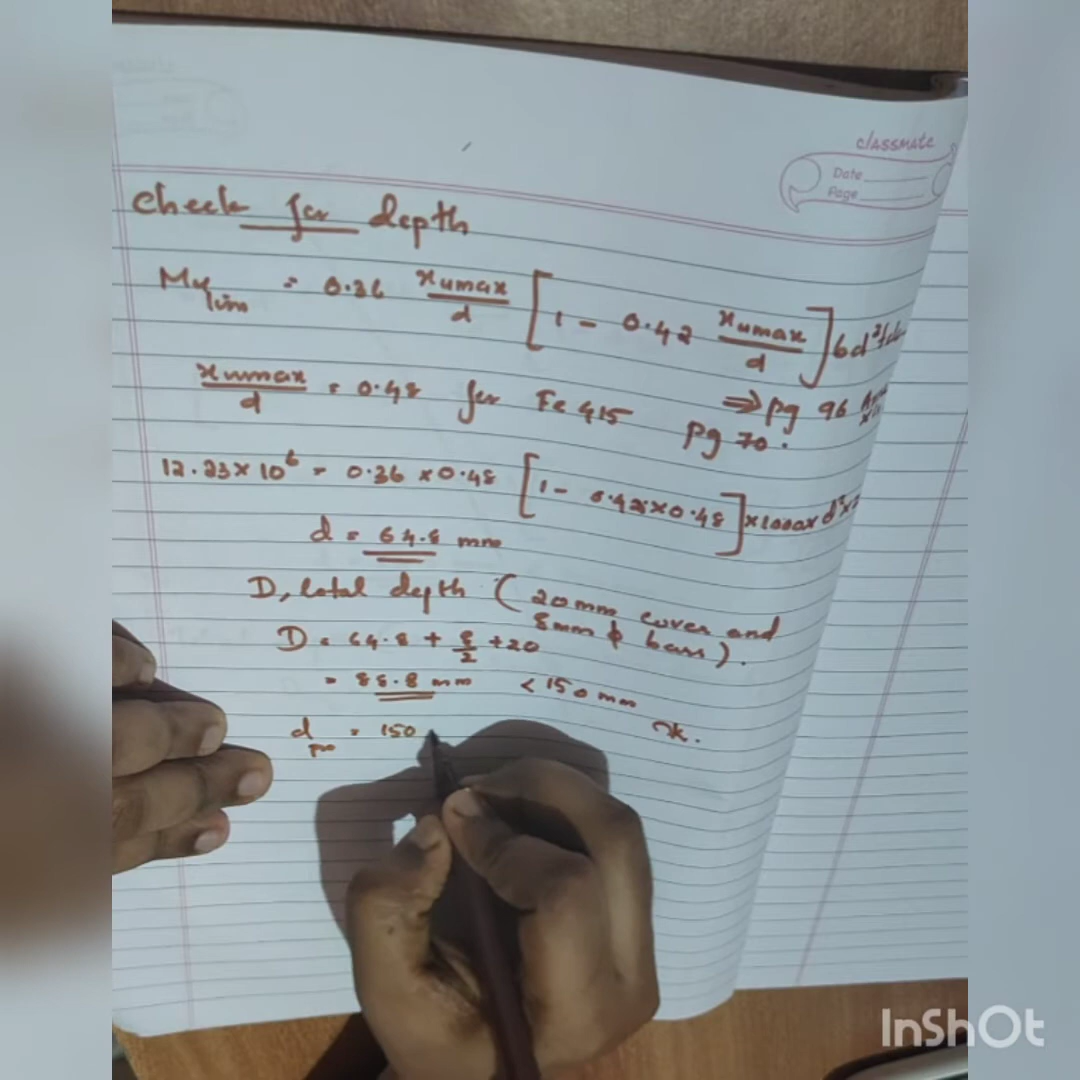 classmate
Date
Page
Check for depth
Mulim = 0.36 xumax/d [1 - 0.42 xumax/d] bd²
xumax/d = 0.48 for Fe 415 ⇒ pg 96
Pg 70.
12.23 × 10⁶ = 0.36 × 0.48 [1 - 0.42 × 0.48] × 1000 × d² ×
d = 64.8 mm
D, total depth (20mm cover and
8mm ϕ bars).
D = 64.8 + 8/2 + 20
= 88.8 mm < 150 mm
ok.
dpro = 150
InShOt